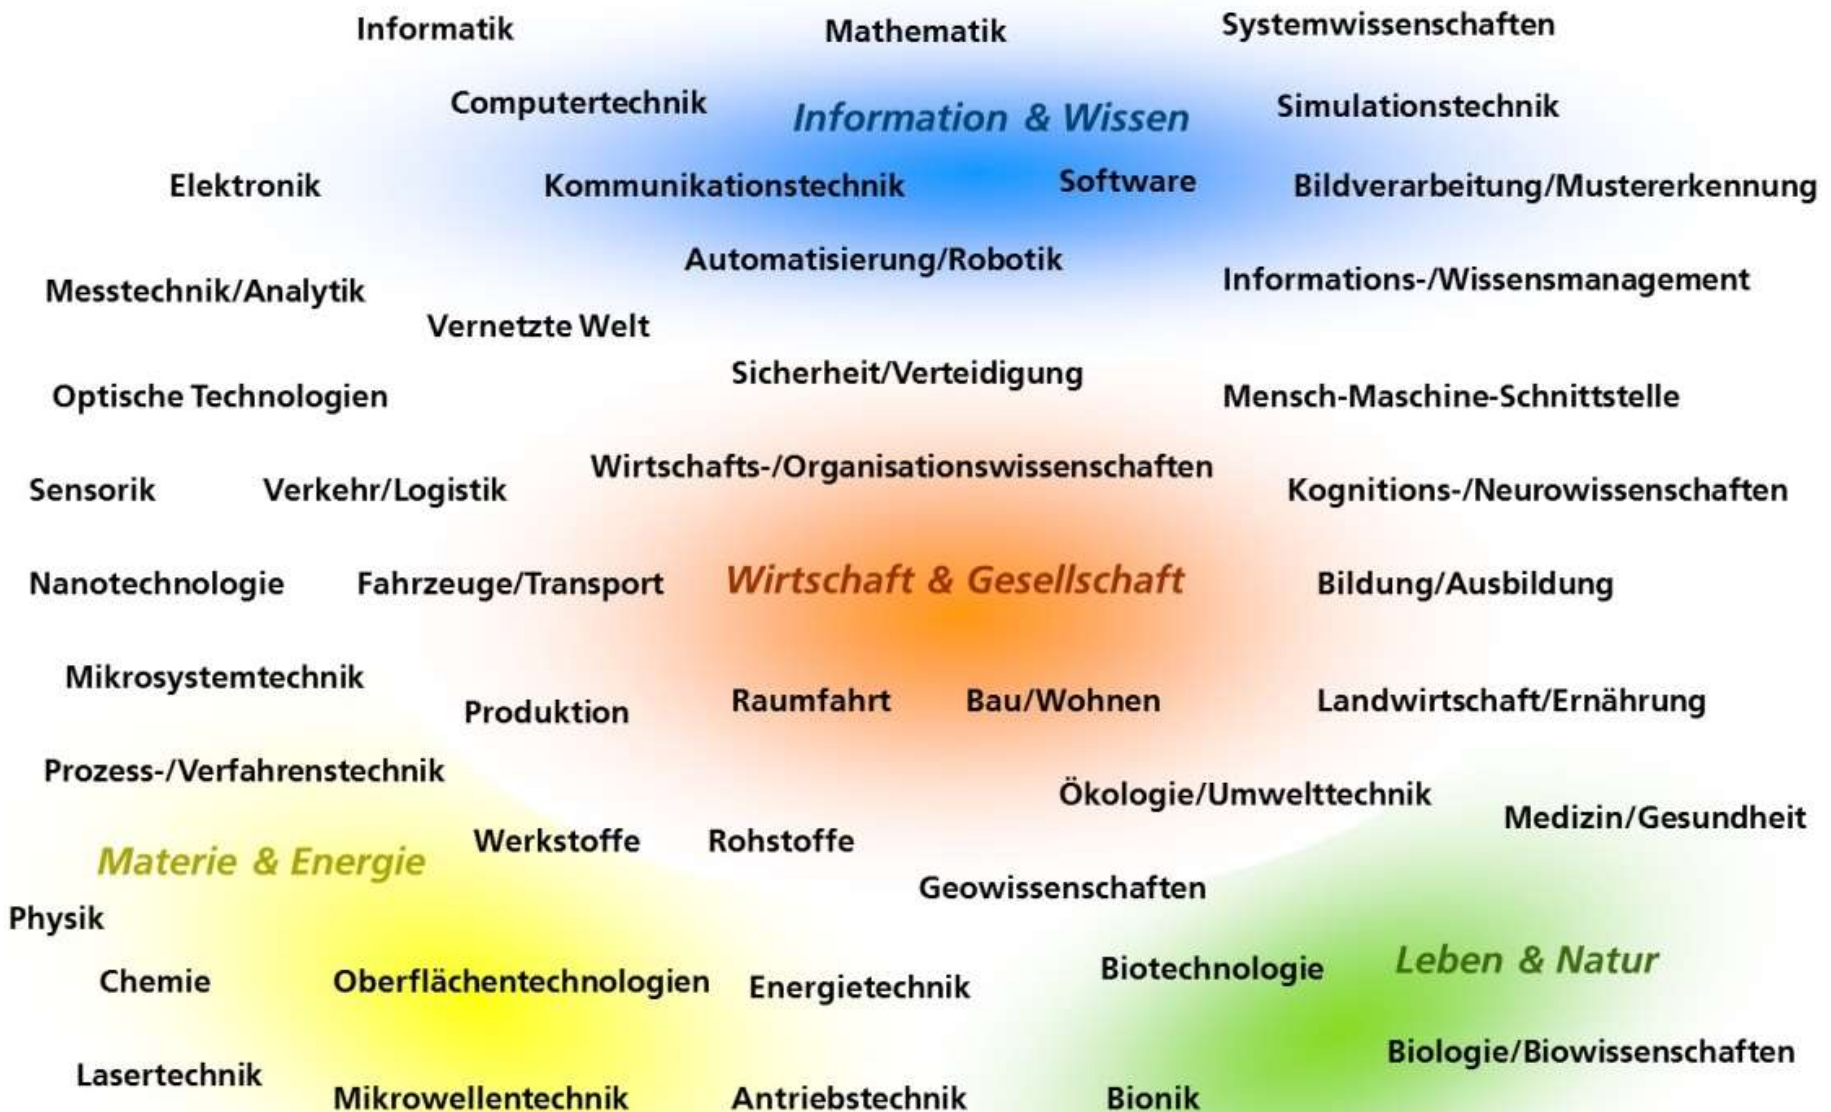 Informatik
Mathematik
Systemwissenschaften
Computertechnik
Information & Wissen
Simulationstechnik
Elektronik
Kommunikationstechnik
Software
Bildverarbeitung/Mustererkennung
Automatisierung/Robotik
Messtechnik/Analytik
Informations-/Wissensmanagement
Vernetzte Welt
Sicherheit/Verteidigung
Optische Technologien
Mensch-Maschine-Schnittstelle
Wirtschafts-/Organisationswissenschaften
Sensorik
Verkehr/Logistik
Kognitions-/Neurowissenschaften
Nanotechnologie
Fahrzeuge/Transport
Wirtschaft & Gesellschaft
Bildung/Ausbildung
Mikrosystemtechnik
Produktion
Raumfahrt
Bau/Wohnen
Landwirtschaft/Ernährung
Prozess-/Verfahrenstechnik
Ökologie/Umwelttechnik
Medizin/Gesundheit
Werkstoffe
Rohstoffe
Materie & Energie
Geowissenschaften
Physik
Chemie
Oberflächentechnologien
Energietechnik
Biotechnologie
Leben & Natur
Biologie/Biowissenschaften
Lasertechnik
Mikrowellentechnik
Antriebstechnik
Bionik